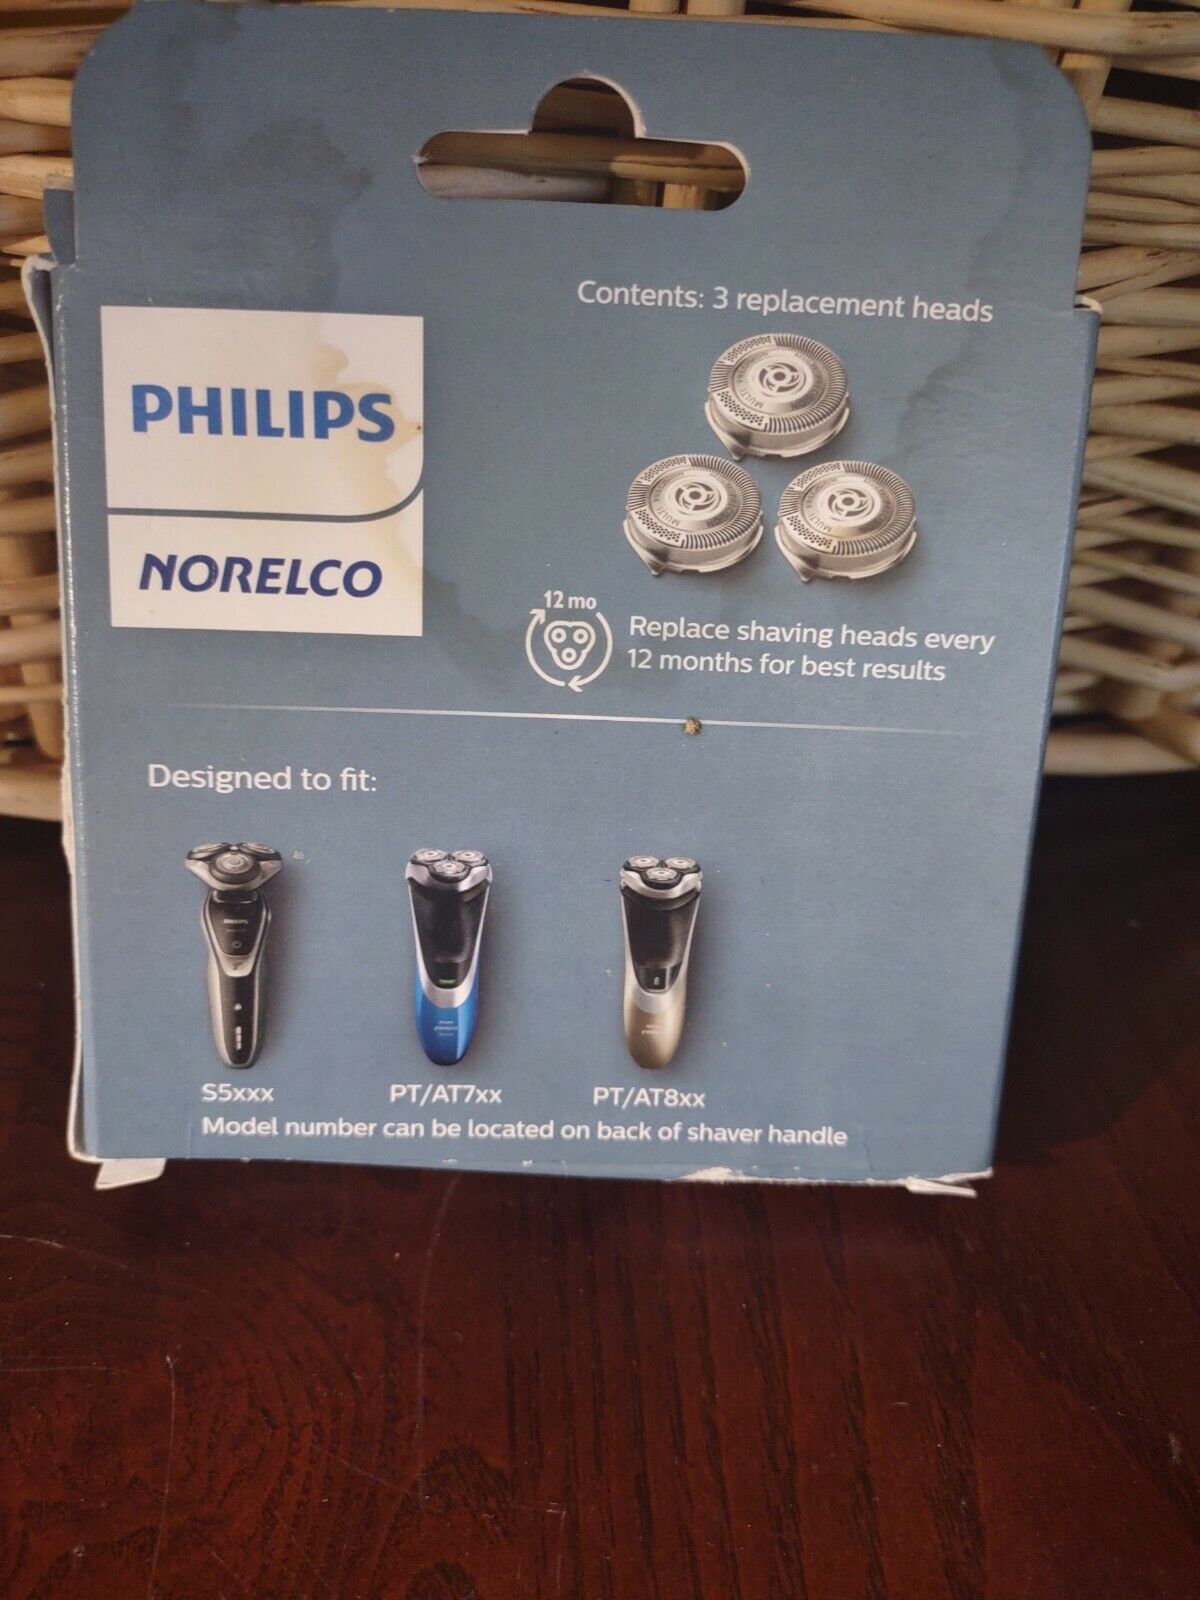 Contents: 3 replacement heads
PHILIPS
NORELCO
12 mo
Replace shaving heads every
12 months for best results
Designed to fit:
S5xxx
PT/AT7xx
PT/AT8xx
Model number can be located on back of shaver handle